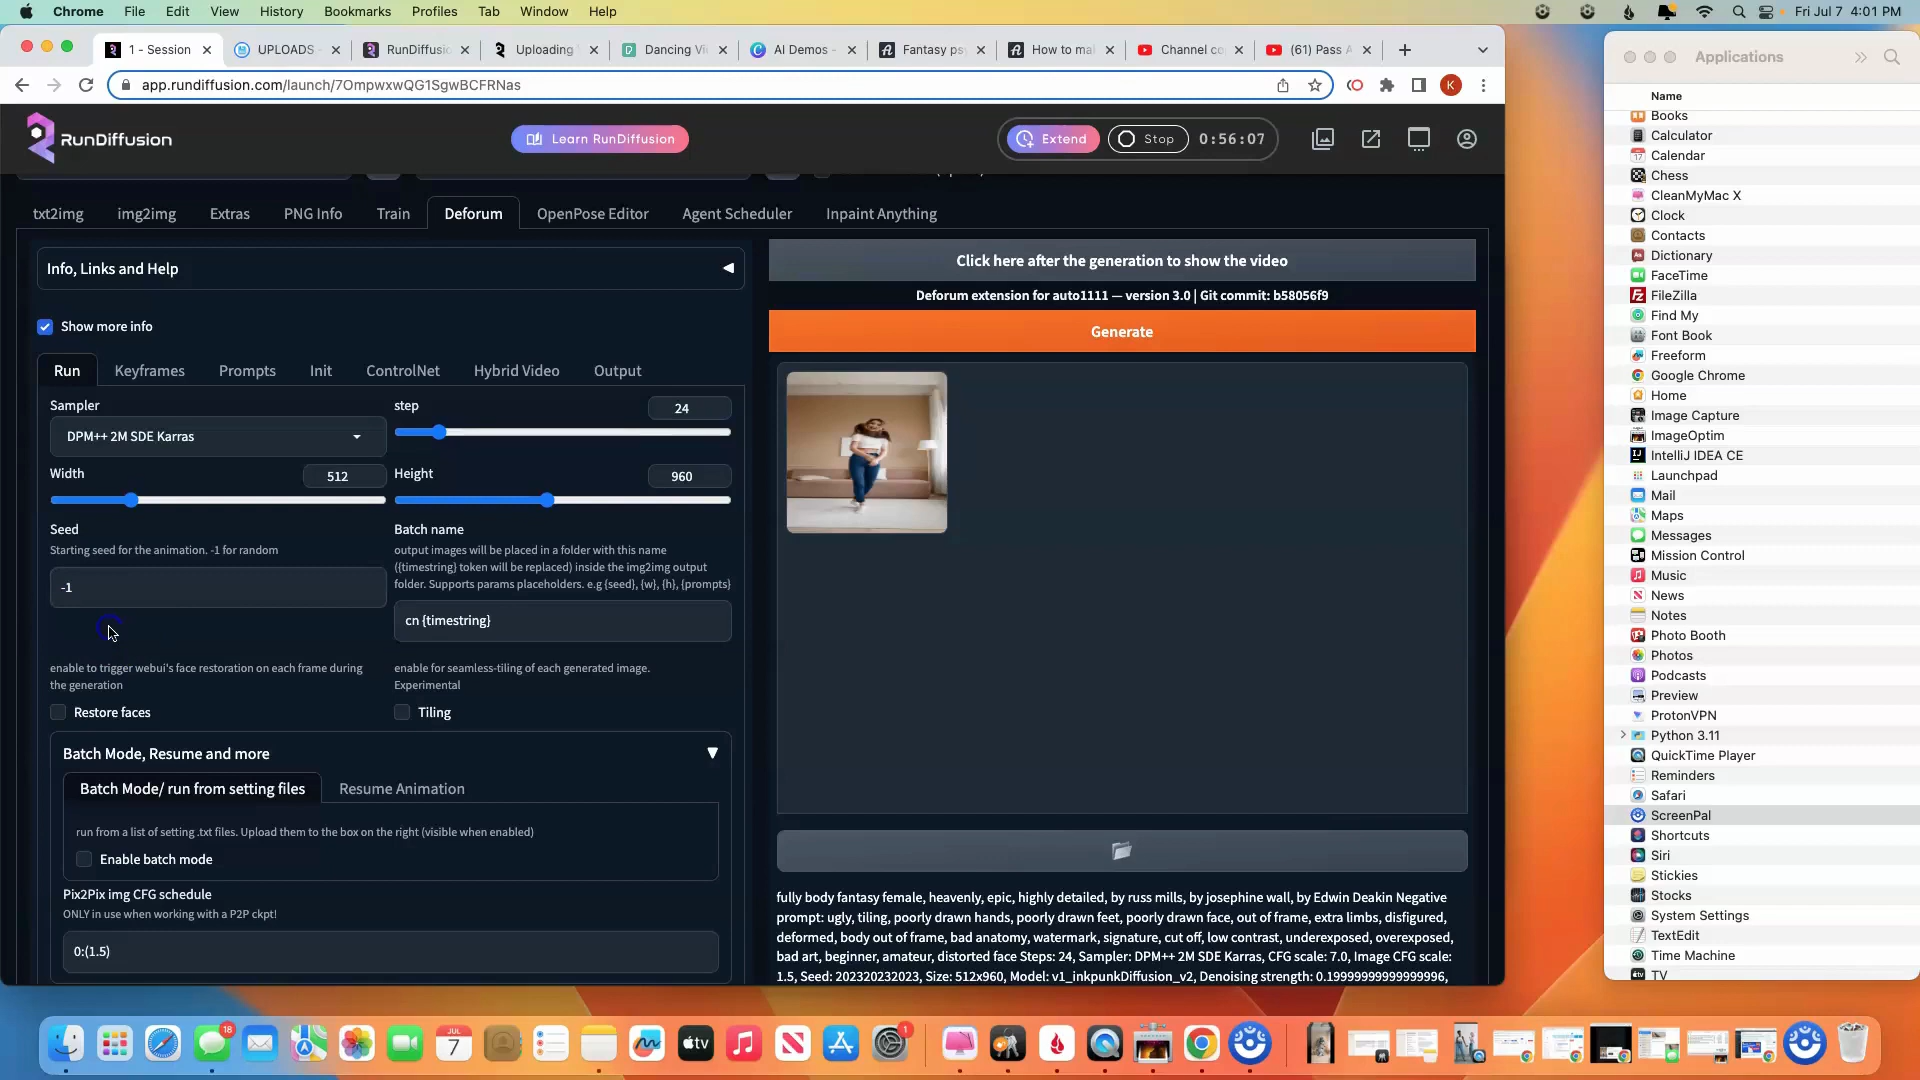 Chrome File Edit View History Bookmarks Profiles Tab Window Help Fri Jul 7 4:01 PM
1 - Session UPLOADS - RunDiffusio Uploading Dancing Vi AI Demos - Fantasy ps How to ma Channel co (61) Pass
app.rundiffusion.com/launch/7OmpwxwQG1SgwBCFRNas K
RunDiffusion Learn RunDiffusion Extend Stop 0:56:07
txt2img img2img Extras PNG Info Train Deforum OpenPose Editor Agent Scheduler Inpaint Anything
Info, Links and Help
Show more info
Run Keyframes Prompts Init ControlNet Hybrid Video Output
Sampler
DPM++ 2M SDE Karras
step
24
Width
512
Height
960
Seed
Starting seed for the animation. -1 for random
-1
Batch name
output images will be placed in a folder with this name
({timestring} token will be replaced) inside the img2img output
folder. Supports params placeholders. e.g {seed}, {w}, {h}, {prompts}
cn {timestring}
enable to trigger webui's face restoration on each frame during
the generation
Restore faces
enable for seamless-tiling of each generated image.
Experimental
Tiling
Batch Mode, Resume and more
Batch Mode/ run from setting files Resume Animation
run from a list of setting .txt files. Upload them to the box on the right (visible when enabled)
Enable batch mode
Pix2Pix img CFG schedule
ONLY in use when working with a P2P ckpt!
0:(1.5)
Click here after the generation to show the video
Deforum extension for auto1111 — version 3.0 | Git commit: b58056f9
Generate
fully body fantasy female, heavenly, epic, highly detailed, by russ mills, by josephine wall, by Edwin Deakin Negative
prompt: ugly, tiling, poorly drawn hands, poorly drawn feet, poorly drawn face, out of frame, extra limbs, disfigured,
deformed, body out of frame, bad anatomy, watermark, signature, cut off, low contrast, underexposed, overexposed,
bad art, beginner, amateur, distorted face Steps: 24, Sampler: DPM++ 2M SDE Karras, CFG scale: 7.0, Image CFG scale:
1.5, Seed: 202320232023, Size: 512x960, Model: v1_inkpunkDiffusion_v2, Denoising strength: 0.19999999999999996,
Applications
Name
Books
Calculator
Calendar
Chess
CleanMyMac X
Clock
Contacts
Dictionary
FaceTime
FileZilla
Find My
Font Book
Freeform
Google Chrome
Home
Image Capture
ImageOptim
IntelliJ IDEA CE
Launchpad
Mail
Maps
Messages
Mission Control
Music
News
Notes
Photo Booth
Photos
Podcasts
Preview
ProtonVPN
Python 3.11
QuickTime Player
Reminders
Safari
ScreenPal
Shortcuts
Siri
Stickies
Stocks
System Settings
TextEdit
Time Machine
TV
18 JUL 7 tv 1